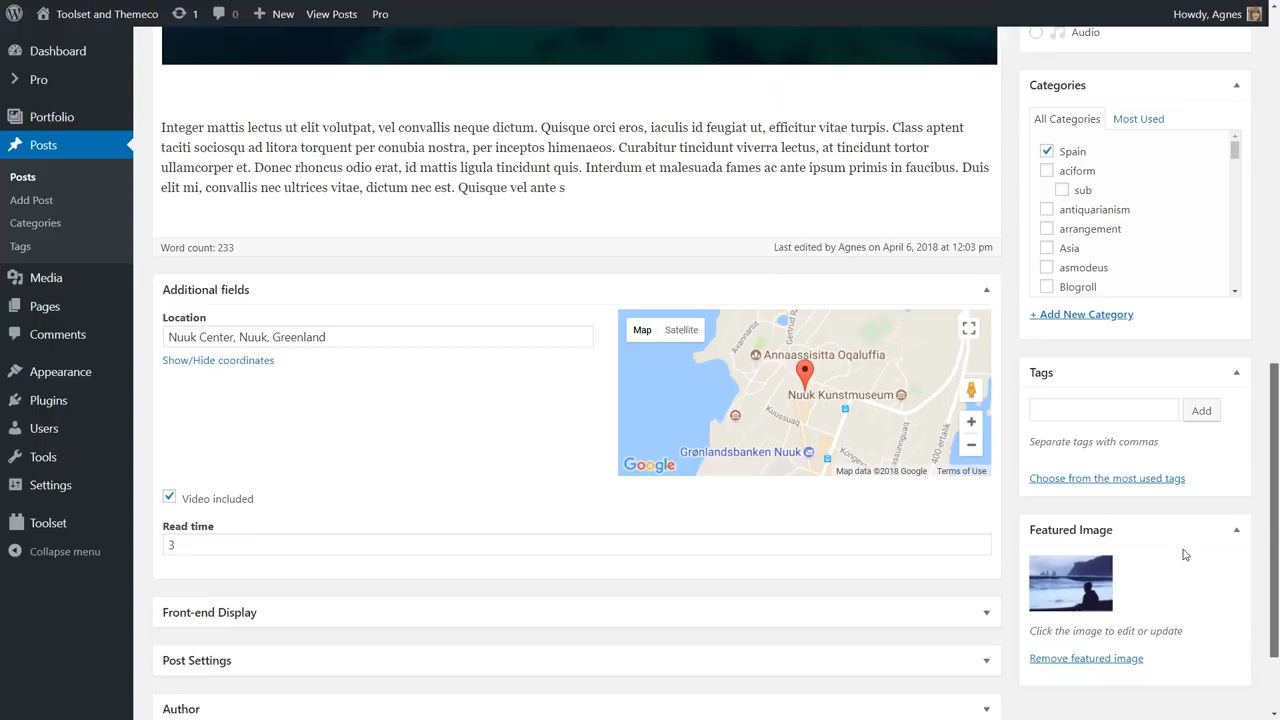 Toolset and Themeco
1
0
New
View Posts
Pro
Howdy, Agnes
Dashboard
Pro
Portfolio
Posts
Posts
Add Post
Categories
Tags
Media
Pages
Comments
Appearance
Plugins
Users
Tools
Settings
Toolset
Collapse menu
Integer mattis lectus ut elit volutpat, vel convallis neque dictum. Quisque orci eros, iaculis id feugiat ut, efficitur vitae turpis. Class aptent
taciti sociosqu ad litora torquent per conubia nostra, per inceptos himenaeos. Curabitur tincidunt viverra lectus, at tincidunt tortor
ullamcorper et. Donec rhoncus odio erat, id mattis ligula tincidunt quis. Interdum et malesuada fames ac ante ipsum primis in faucibus. Duis
elit mi, convallis nec ultrices vitae, dictum nec est. Quisque vel ante s
Word count: 233
Last edited by Agnes on April 6, 2018 at 12:03 pm
Additional fields
Location
Nuuk Center, Nuuk, Greenland
Show/Hide coordinates
Map
Satellite
Gertrud R
Aqqusinersuaq
Annaassisitta Oqaluffia
Nuuk Kunstmuseum
Kuussuaq
Grønlandsbanken Nuuk
400-ertalik
Google
Map data ©2018 Google
Terms of Use
Video included
Read time
3
Front-end Display
Post Settings
Author
Audio
Categories
All Categories
Most Used
Spain
aciform
sub
antiquarianism
arrangement
Asia
asmodeus
Blogroll
+ Add New Category
Tags
Add
Separate tags with commas
Choose from the most used tags
Featured Image
Click the image to edit or update
Remove featured image